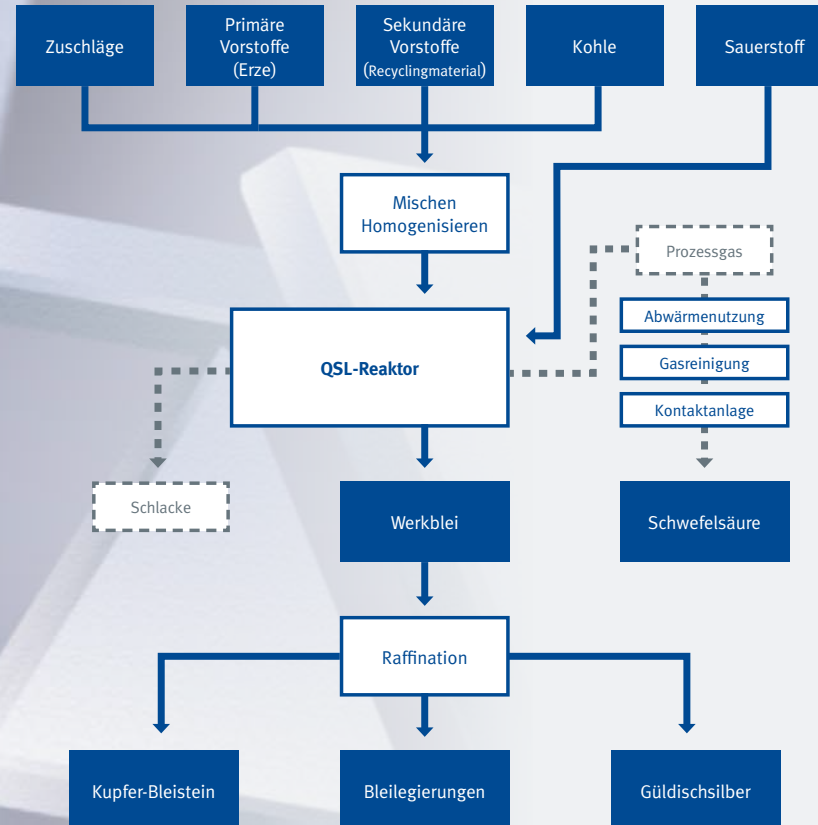 Zuschläge
Primäre
Vorstoffe
(Erze)
Sekundäre
Vorstoffe
(Recyclingmaterial)
Kohle
Sauerstoff
Mischen
Homogenisieren
Prozessgas
Abwärmenutzung
Gasreinigung
Kontaktanlage
QSL-Reaktor
Schlacke
Werkblei
Schwefelsäure
Raffination
Kupfer-Bleistein
Bleilegierungen
Güldischsilber